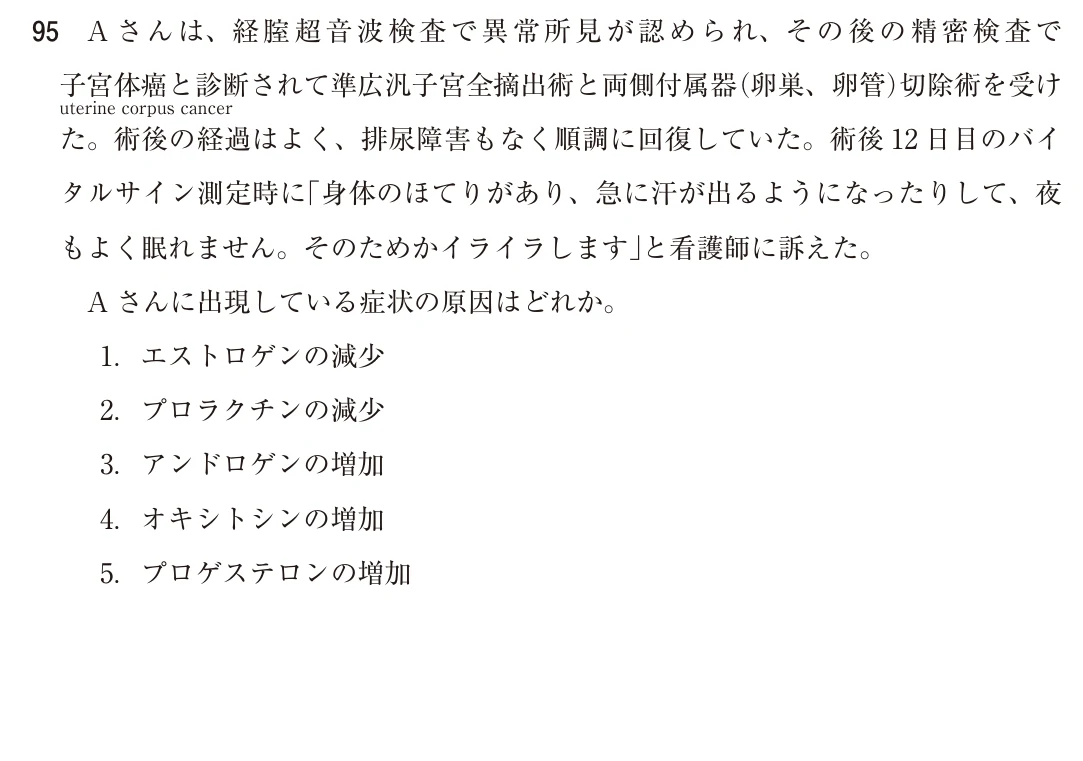 95 Aさんは、経腟超音波検査で異常所見が認められ、その後の精密検査で
子宮体癌と診断されて準広汎子宮全摘出術と両側付属器(卵巣、卵管)切除術を受け
uterine corpus cancer
た。術後の経過はよく、排尿障害もなく順調に回復していた。術後12日目のバイ
タルサイン測定時に「身体のほてりがあり、急に汗が出るようになったりして、夜
もよく眠れません。そのためかイライラします」と看護師に訴えた。
Aさんに出現している症状の原因はどれか。
1. エストロゲンの減少
2. プロラクチンの減少
3. アンドロゲンの増加
4. オキシトシンの増加
5. プロゲステロンの増加